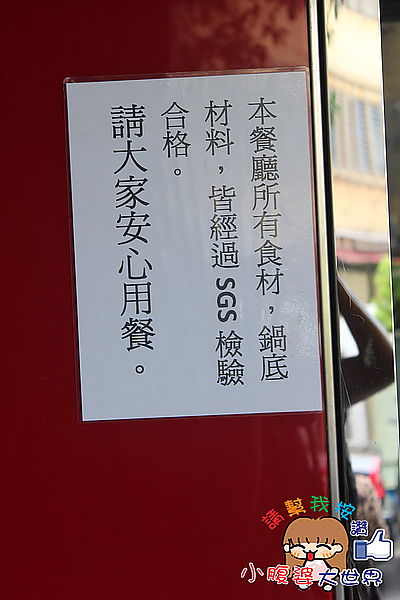 本餐廳所有食材，鍋底
材料，皆經過 SGS 檢驗
合格。
請大家安心用餐。
請幫我按
讚
小腹婆大世界